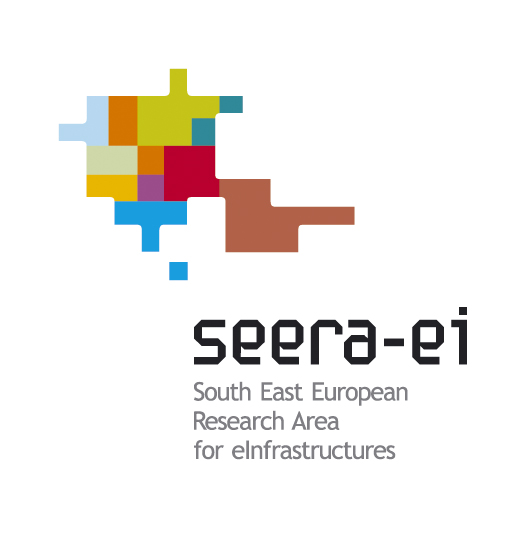 seera-ei
South East European
Research Area
for eInfrastructures